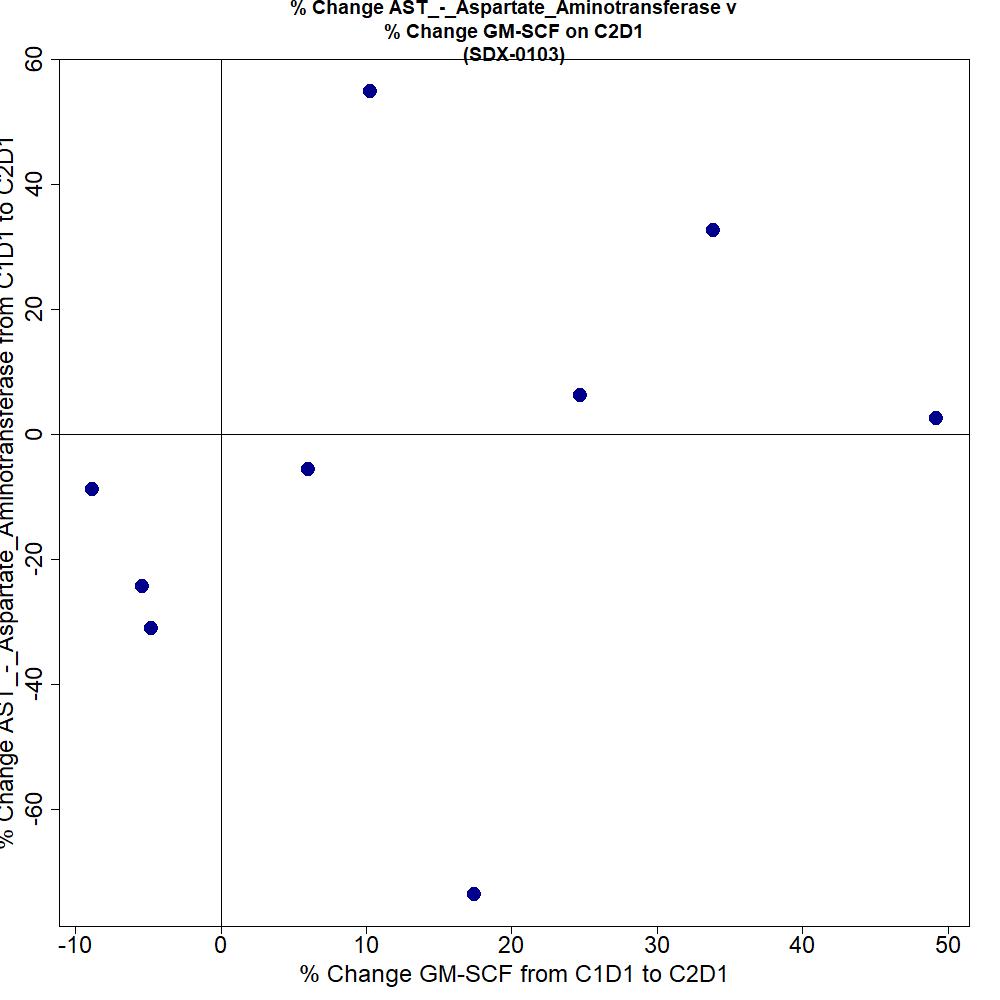 % Change AST_-_Aspartate_Aminotransferase v
% Change GM-SCF on C2D1
(SDX-0103)
% Change AST_-_Aspartate_Aminotransferase from C1D1 to C2D1
60
40
20
0
-20
-40
-60
-10 0 10 20 30 40 50
% Change GM-SCF from C1D1 to C2D1